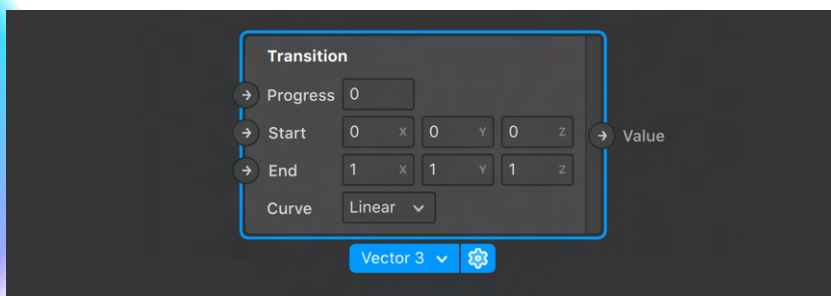 Transition
Progress 0
Start 0 X 0 Y 0 Z Value
End 1 X 1 Y 1 Z
Curve Linear
Vector 3